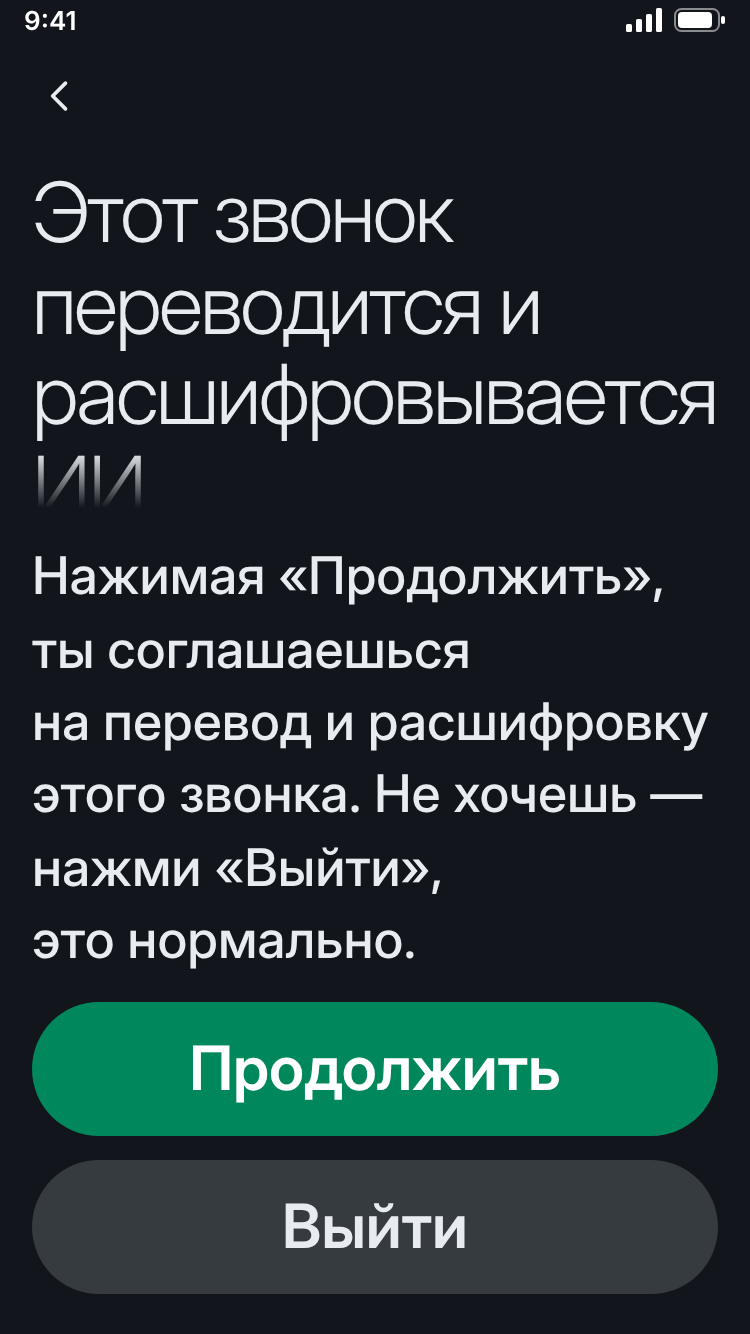 9:41
Этот звонок
переводится и
расшифровывается
ИИ
Нажимая «Продолжить»,
ты соглашаешься
на перевод и расшифровку
этого звонка. Не хочешь —
нажми «Выйти»,
это нормально.
Продолжить
Выйти